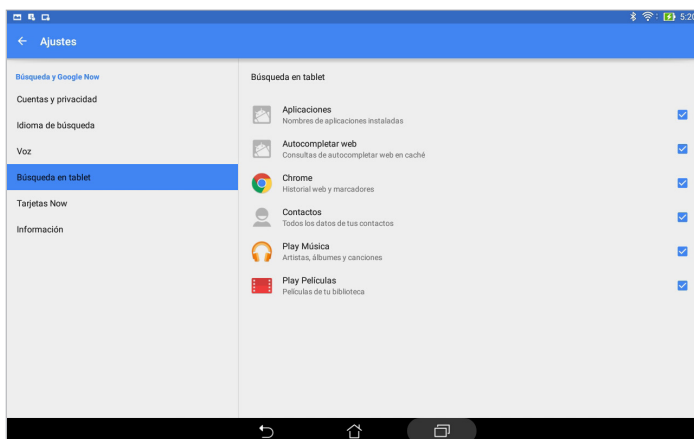 5:20
Ajustes
Búsqueda y Google Now
Cuentas y privacidad
Idioma de búsqueda
Voz
Búsqueda en tablet
Tarjetas Now
Información
Búsqueda en tablet
Aplicaciones
Nombres de aplicaciones instaladas
Autocompletar web
Consultas de autocompletar web en caché
Chrome
Historial web y marcadores
Contactos
Todos los datos de tus contactos
Play Música
Artistas, álbumes y canciones
Play Películas
Películas de tu biblioteca